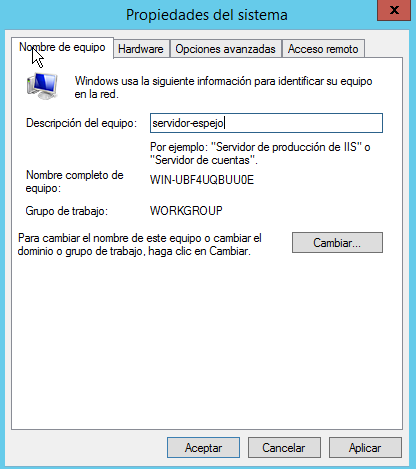 Propiedades del sistema
x
Nombre de equipo Hardware Opciones avanzadas Acceso remoto
Windows usa la siguiente información para identificar su equipo
en la red.
Descripción del equipo: servidor-espejo
Por ejemplo: "Servidor de producción de IIS" o
"Servidor de cuentas".
Nombre completo de
equipo:
WIN-UBF4UQBUU0E
Grupo de trabajo: WORKGROUP
Para cambiar el nombre de este equipo o cambiar el
dominio o grupo de trabajo, haga clic en Cambiar.
Cambiar...
Aceptar Cancelar Aplicar